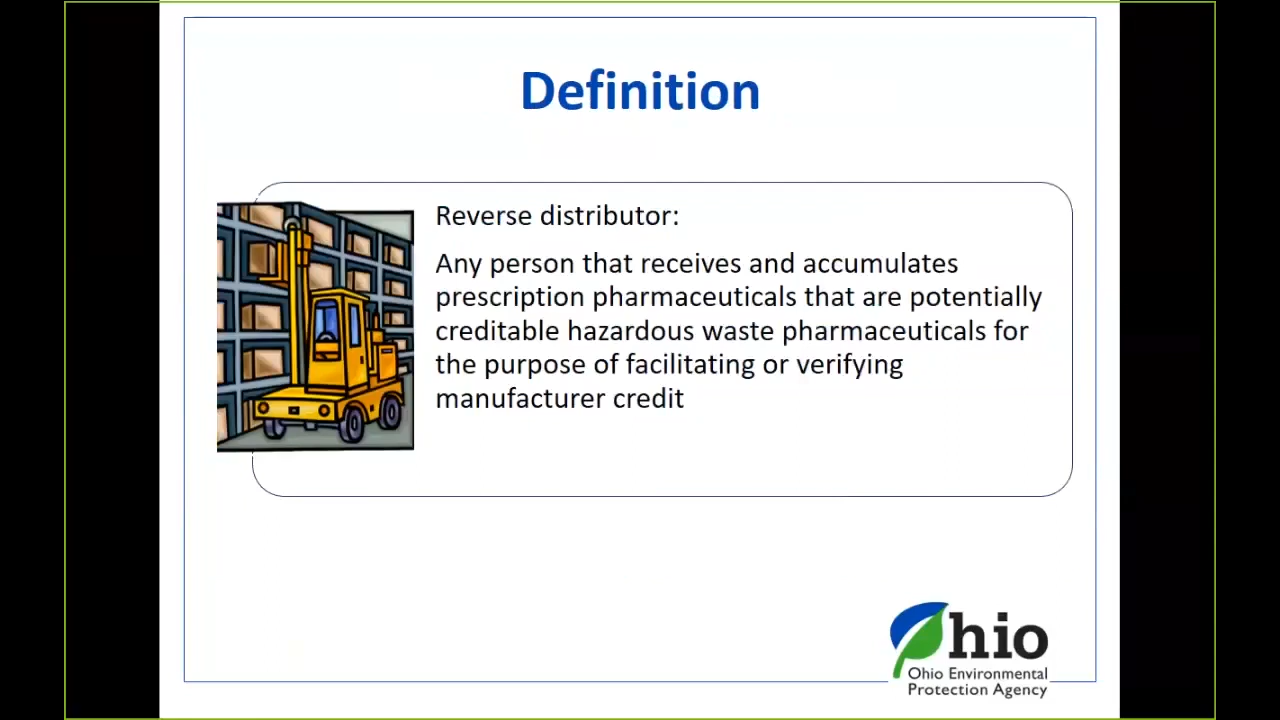 Definition
Reverse distributor:
Any person that receives and accumulates
prescription pharmaceuticals that are potentially
creditable hazardous waste pharmaceuticals for
the purpose of facilitating or verifying
manufacturer credit
Ohio
Ohio Environmental
Protection Agency